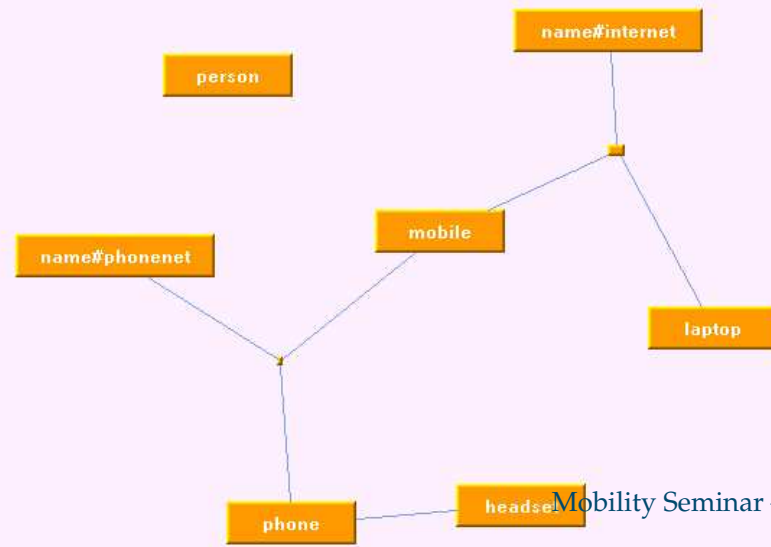 name#internet
person
mobile
name#phonenet
laptop
headset
Mobility Seminar
phone